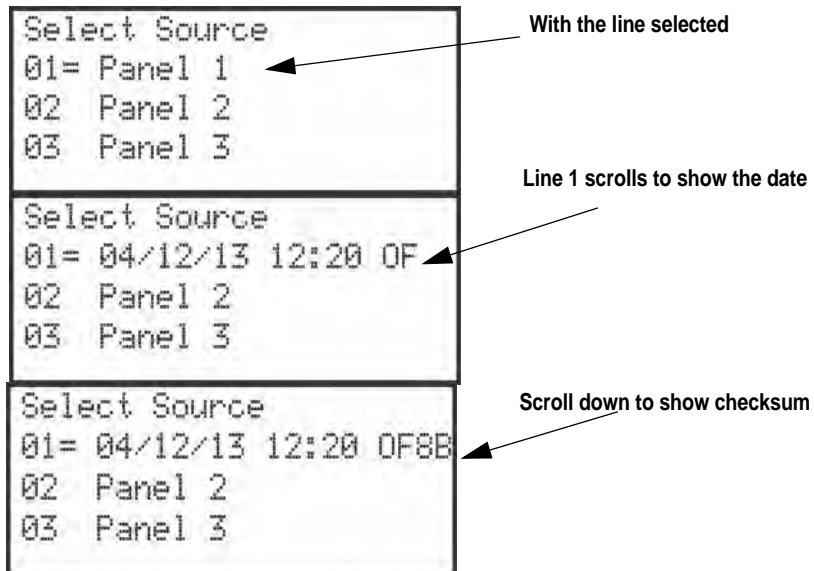 Select Source
01= Panel 1
02 Panel 2
03 Panel 3
With the line selected
Select Source
01= 04/12/13 12:20 0F
02 Panel 2
03 Panel 3
Line 1 scrolls to show the date
Select Source
01= 04/12/13 12:20 0F8B
02 Panel 2
03 Panel 3
Scroll down to show checksum